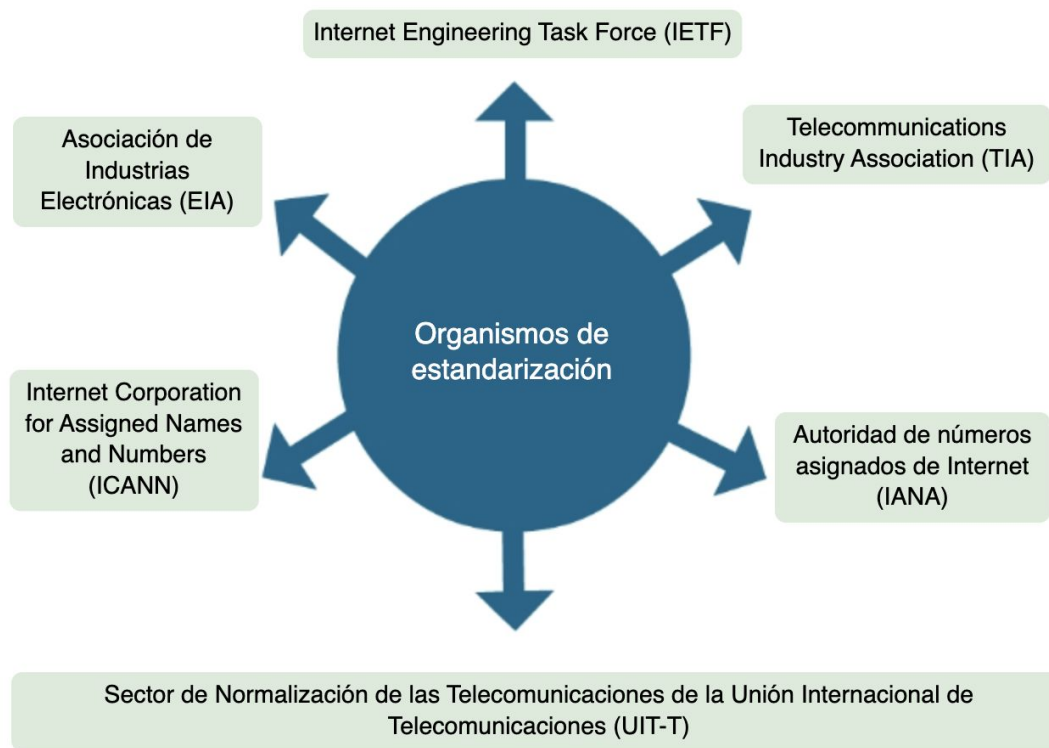 Internet Engineering Task Force (IETF)
Asociación de
Industrias
Electrónicas (EIA)
Telecommunications
Industry Association (TIA)
Organismos de
estandarización
Internet Corporation
for Assigned Names
and Numbers
(ICANN)
Autoridad de números
asignados de Internet
(IANA)
Sector de Normalización de las Telecomunicaciones de la Unión Internacional de
Telecomunicaciones (UIT-T)